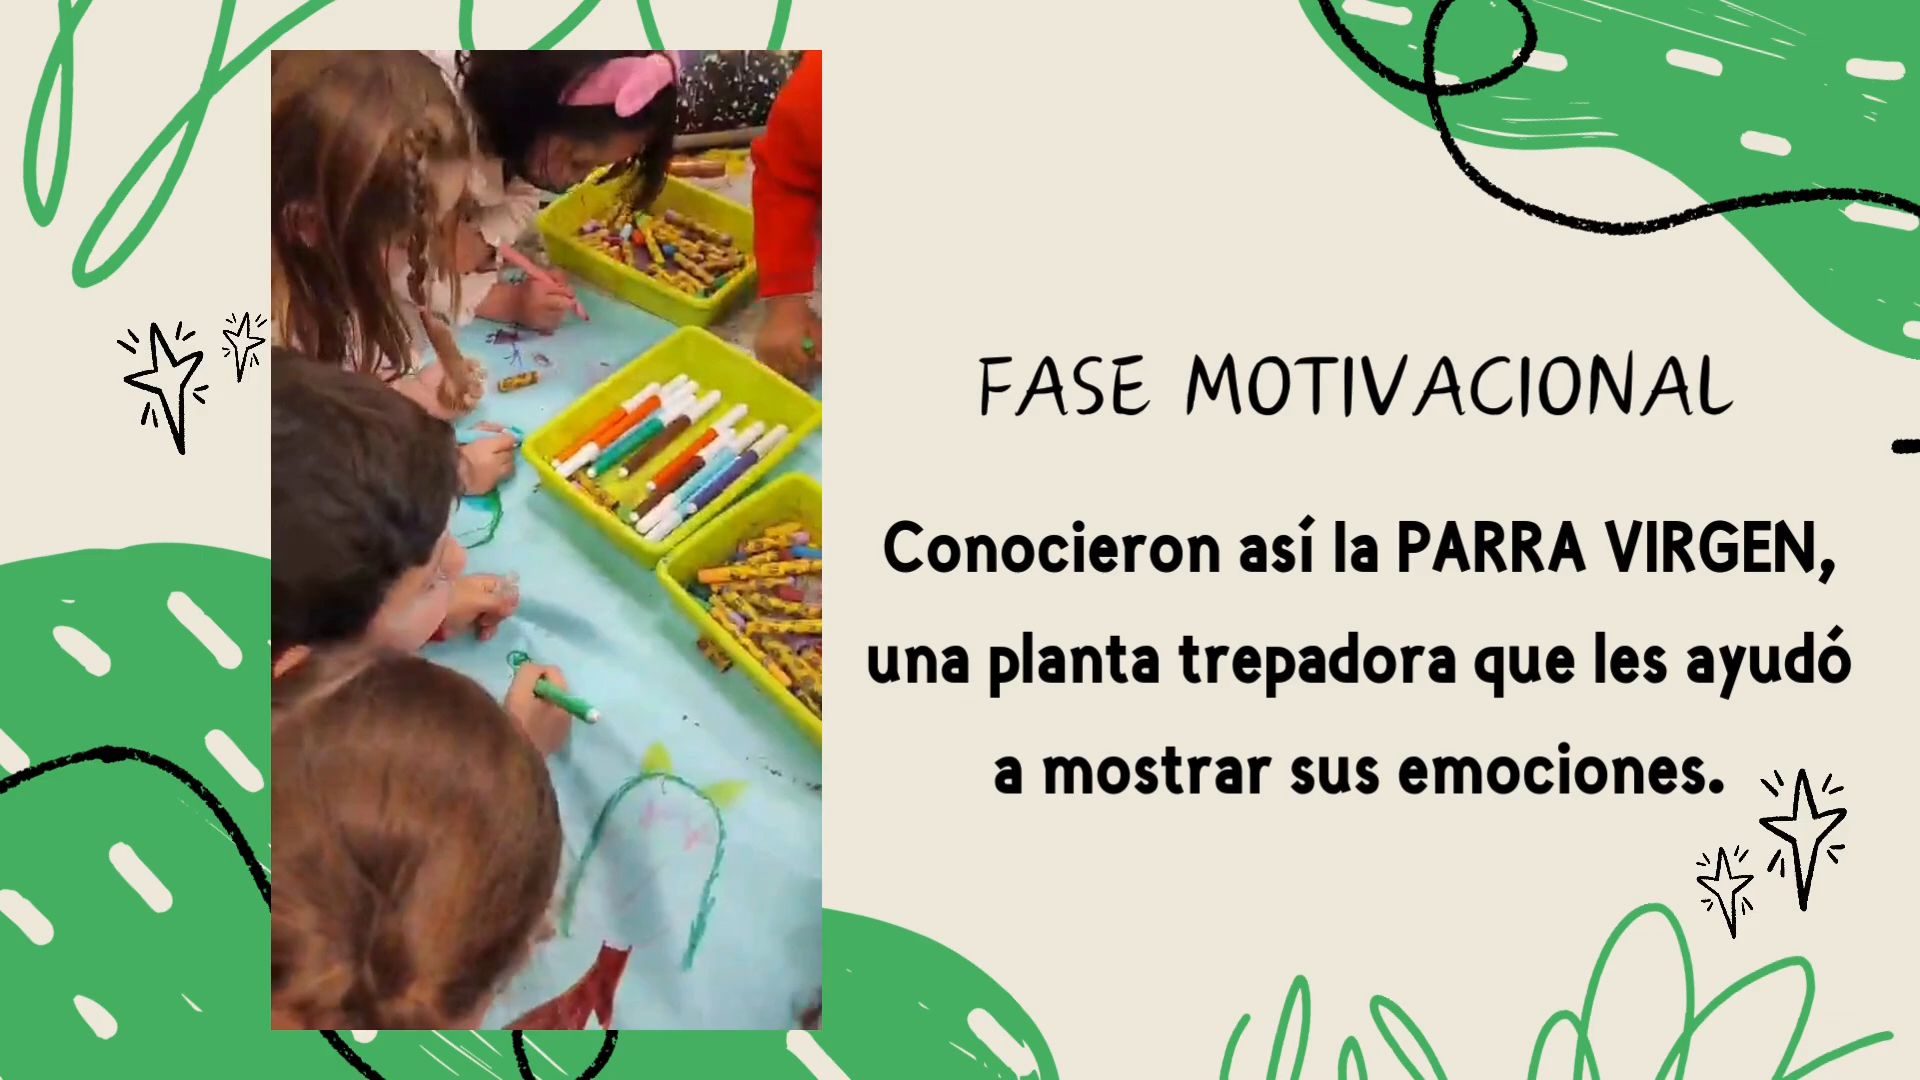 FASE MOTIVACIONAL
Conocieron así la PARRA VIRGEN,
una planta trepadora que les ayudó
a mostrar sus emociones.